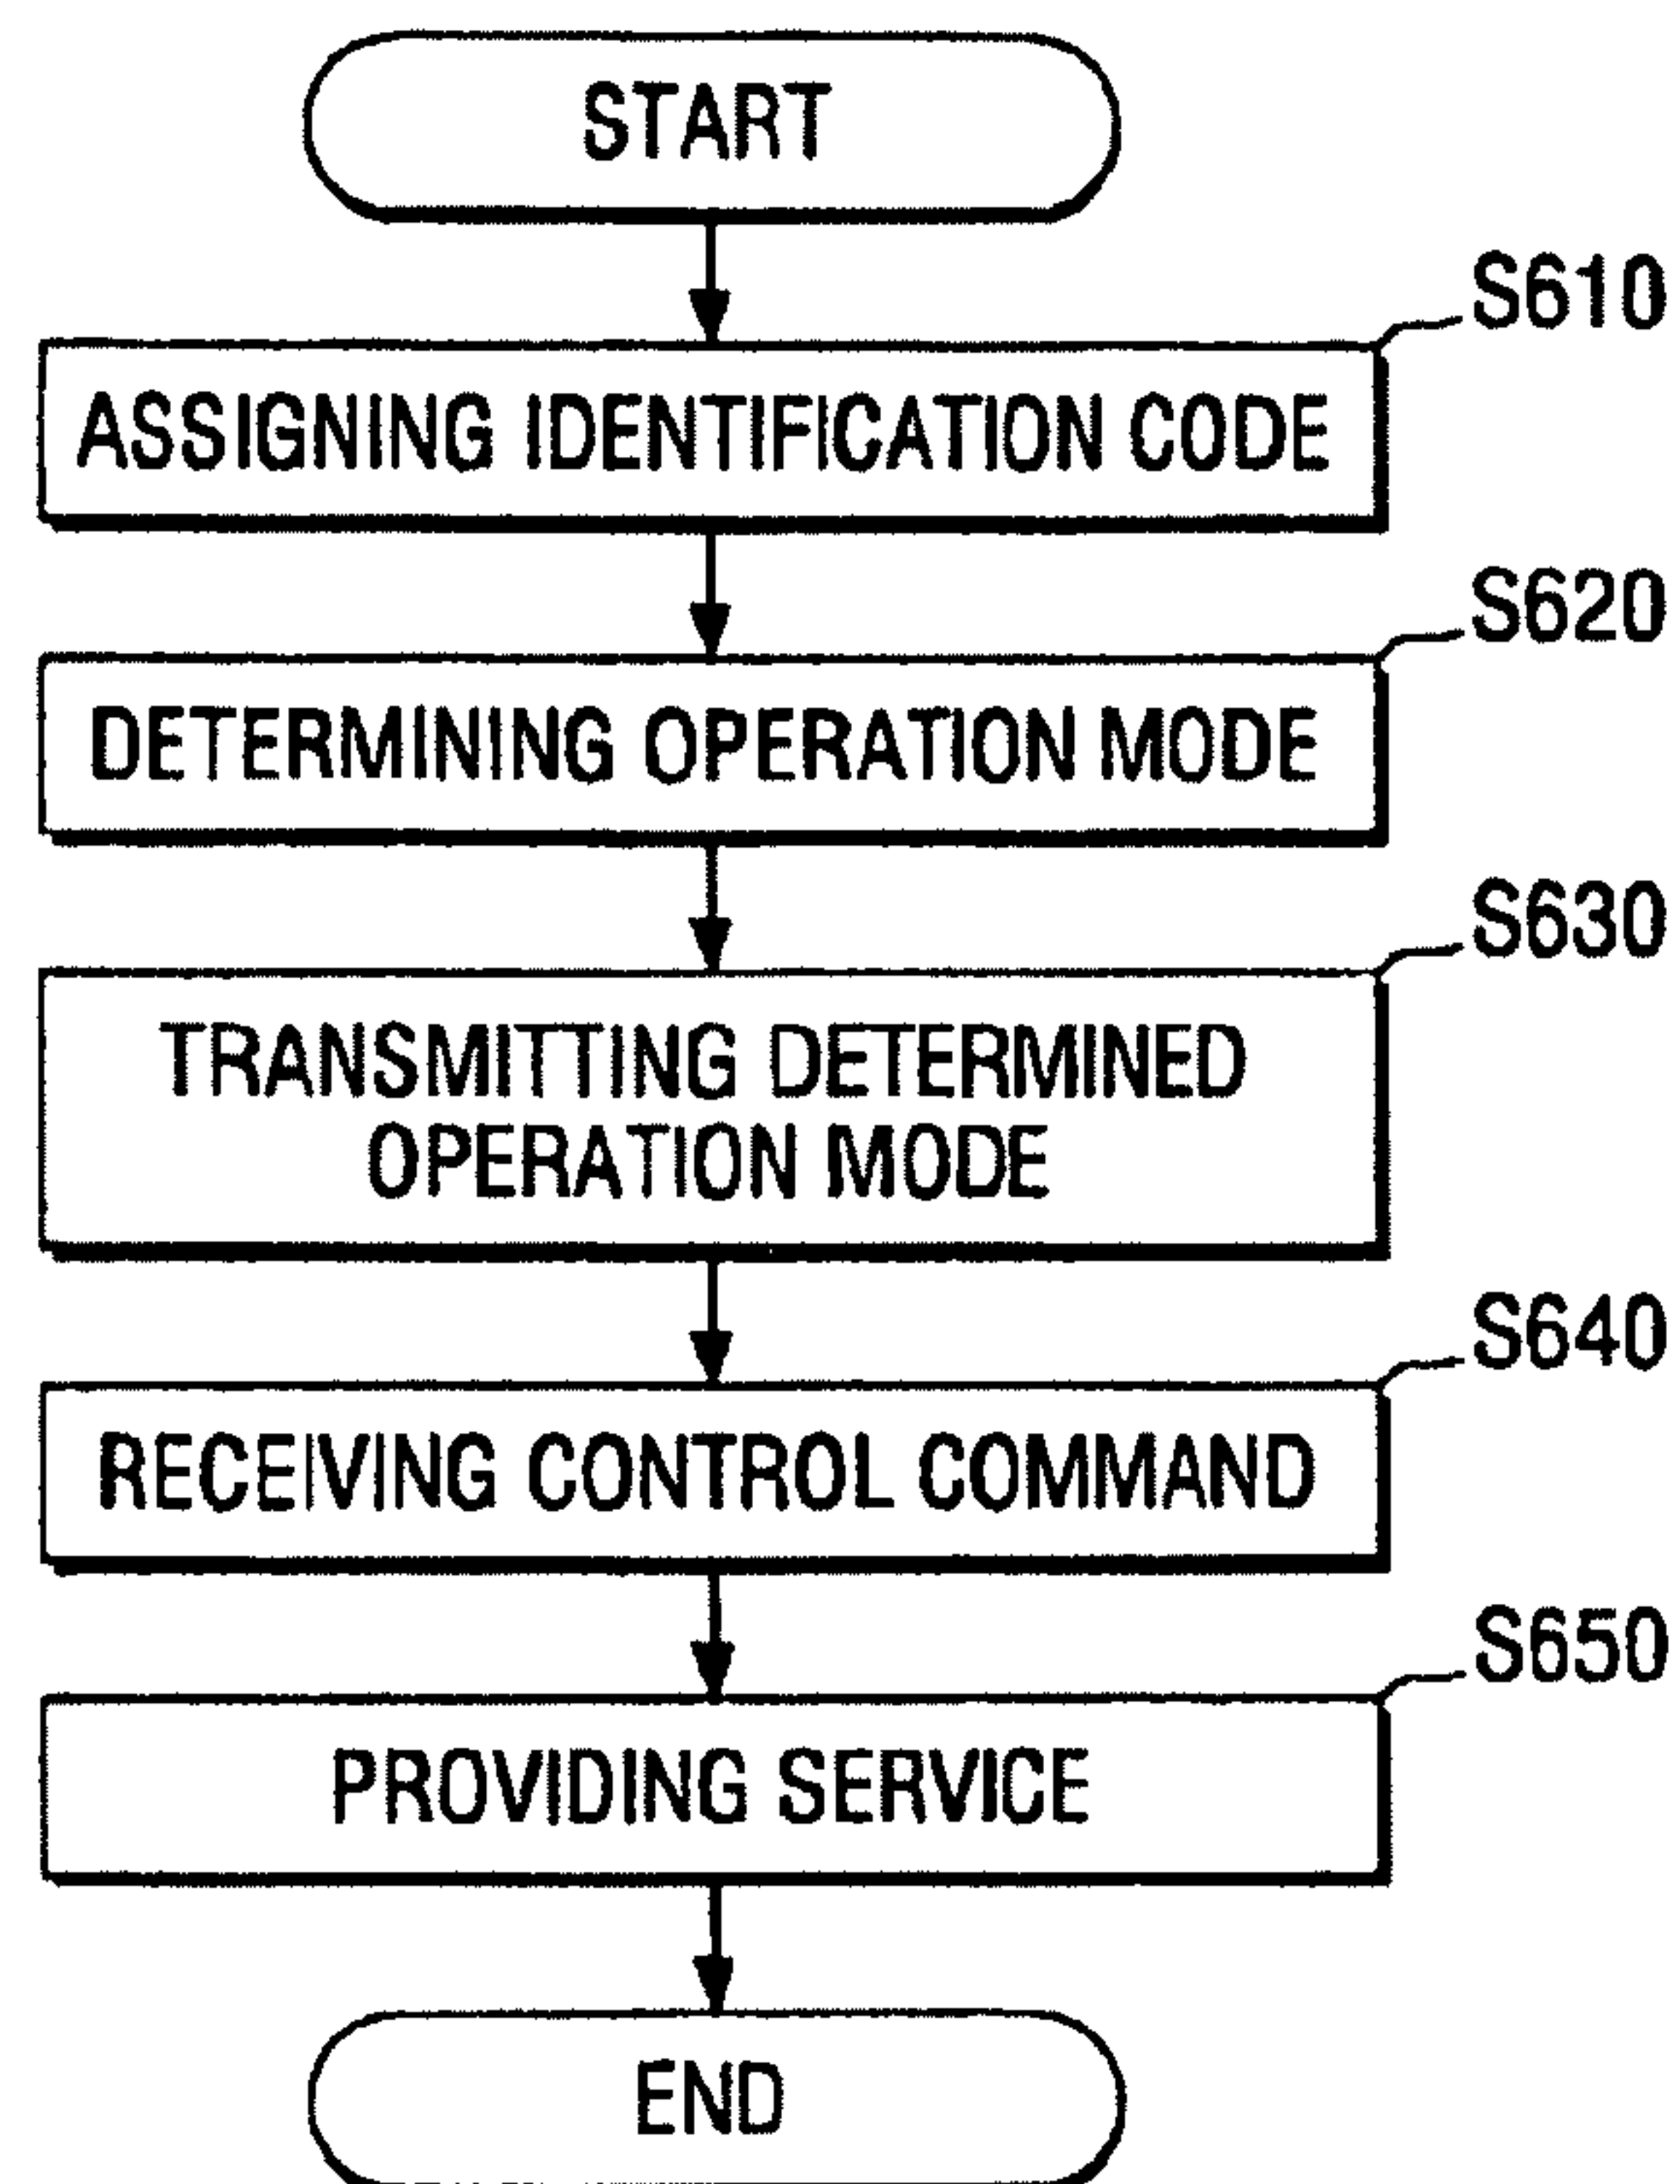 START
S610
ASSIGNING IDENTIFICATION CODE
S620
DETERMINING OPERATION MODE
S630
TRANSMITTING DETERMINED
OPERATION MODE
S640
RECEIVING CONTROL COMMAND
S650
PROVIDING SERVICE
END